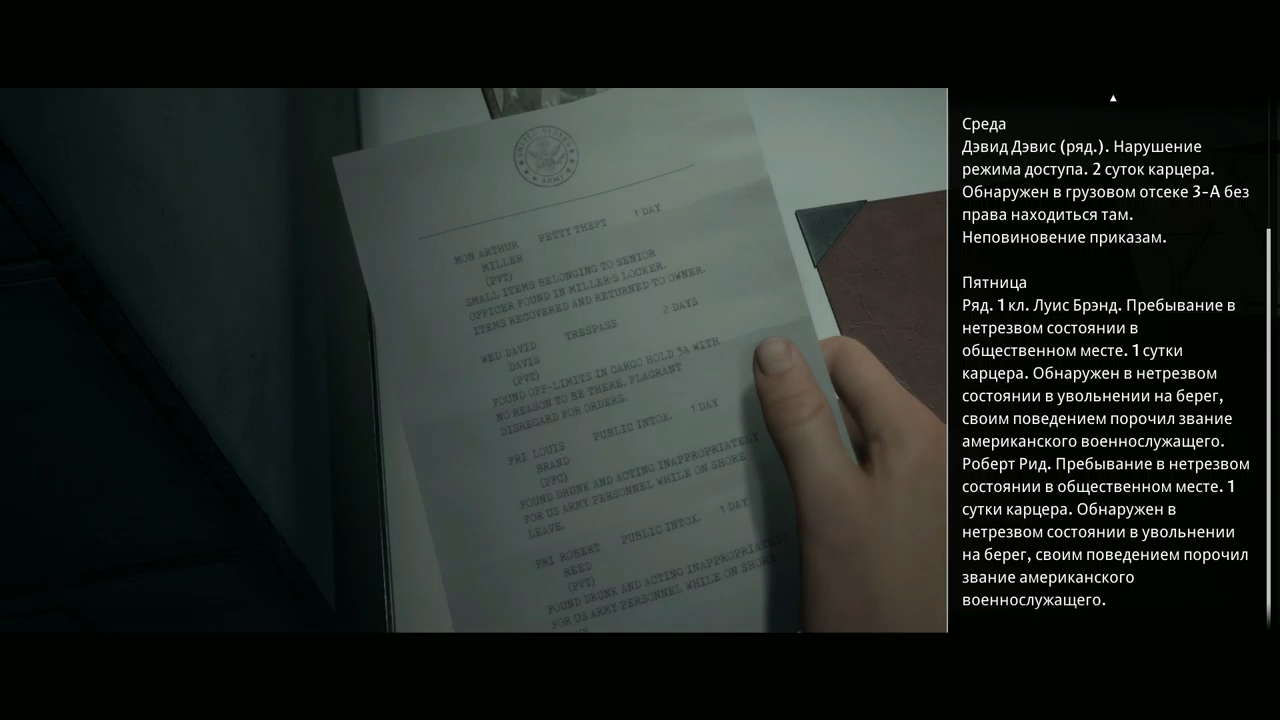 UNITED STATES
ARMY
MON ARTHUR PETTY THEFT 1 DAY
MILLER
(PVT)
SMALL ITEMS BELONGING TO SENIOR
OFFICER FOUND IN MILLER'S LOCKER.
ITEMS RECOVERED AND RETURNED TO OWNER.
WED DAVID TRESPASS 2 DAYS
DAVIS
(PVT)
FOUND OFF-LIMITS IN CARGO HOLD 3A WITH
NO REASON TO BE THERE, FLAGRANT
DISREGARD FOR ORDERS.
FRI LOUIS PUBLIC INTOX. 1 DAY
BRAND
(PFC)
FOUND DRUNK AND ACTING INAPPROPRIATELY
FOR US ARMY PERSONNEL WHILE ON SHORE
LEAVE.
FRI ROBERT PUBLIC INTOX. 1 DAY
REED
(PVT)
FOUND DRUNK AND ACTING INAPPROPRIATELY
FOR US ARMY PERSONNEL WHILE ON SHORE
Среда
Дэвид Дэвис (ряд.). Нарушение
режима доступа. 2 суток карцера.
Обнаружен в грузовом отсеке 3-А без
права находиться там.
Неповиновение приказам.
Пятница
Ряд. 1 кл. Луис Брэнд. Пребывание в
нетрезвом состоянии в
общественном месте. 1 сутки
карцера. Обнаружен в нетрезвом
состоянии в увольнении на берег,
своим поведением порочил звание
американского военнослужащего.
Роберт Рид. Пребывание в нетрезвом
состоянии в общественном месте. 1
сутки карцера. Обнаружен в
нетрезвом состоянии в увольнении
на берег, своим поведением порочил
звание американского
военнослужащего.